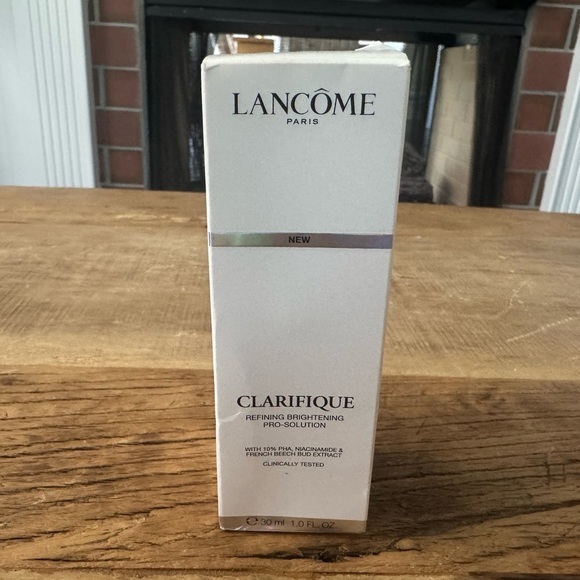 LANCÔME
PARIS
NEW
CLARIFIQUE
REFINING BRIGHTENING
PRO-SOLUTION
WITH 10% PHA, NIACINAMIDE &
FRENCH BEECH BUD EXTRACT
CLINICALLY TESTED
℮ 30 ml 1.0 FL. OZ.